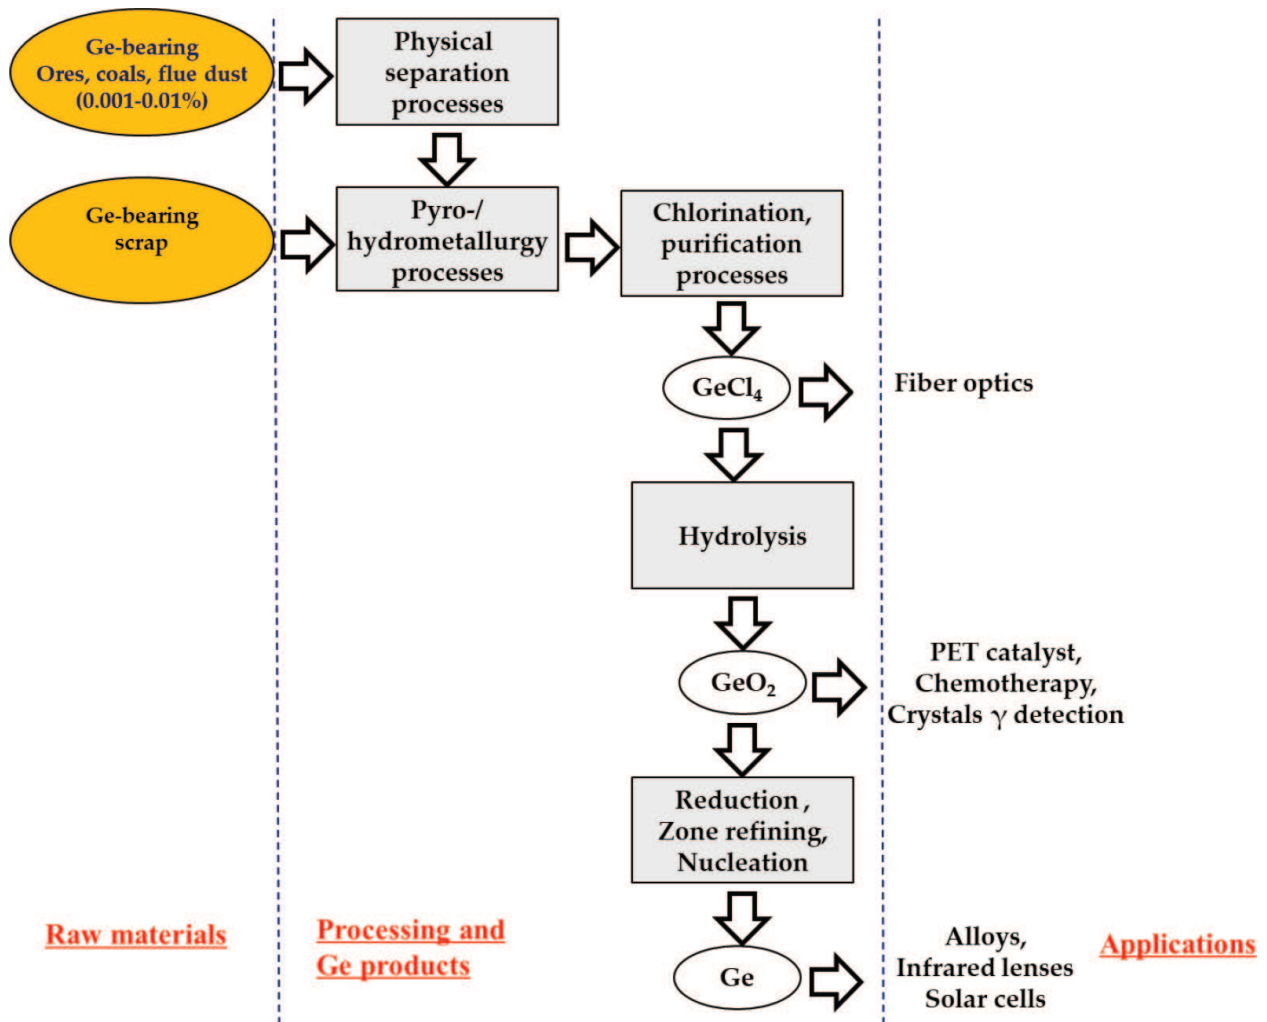 Ge-bearing
Ores, coals, flue dust
(0.001-0.01%)
Physical
separation
processes
Ge-bearing
scrap
Pyro-/
hydrometallurgy
processes
Chlorination,
purification
processes
GeCl₄
Fiber optics
Hydrolysis
GeO₂
PET catalyst,
Chemotherapy,
Crystals γ detection
Reduction ,
Zone refining,
Nucleation
Raw materials
Processing and
Ge products
Ge
Alloys,
Infrared lenses
Solar cells
Applications